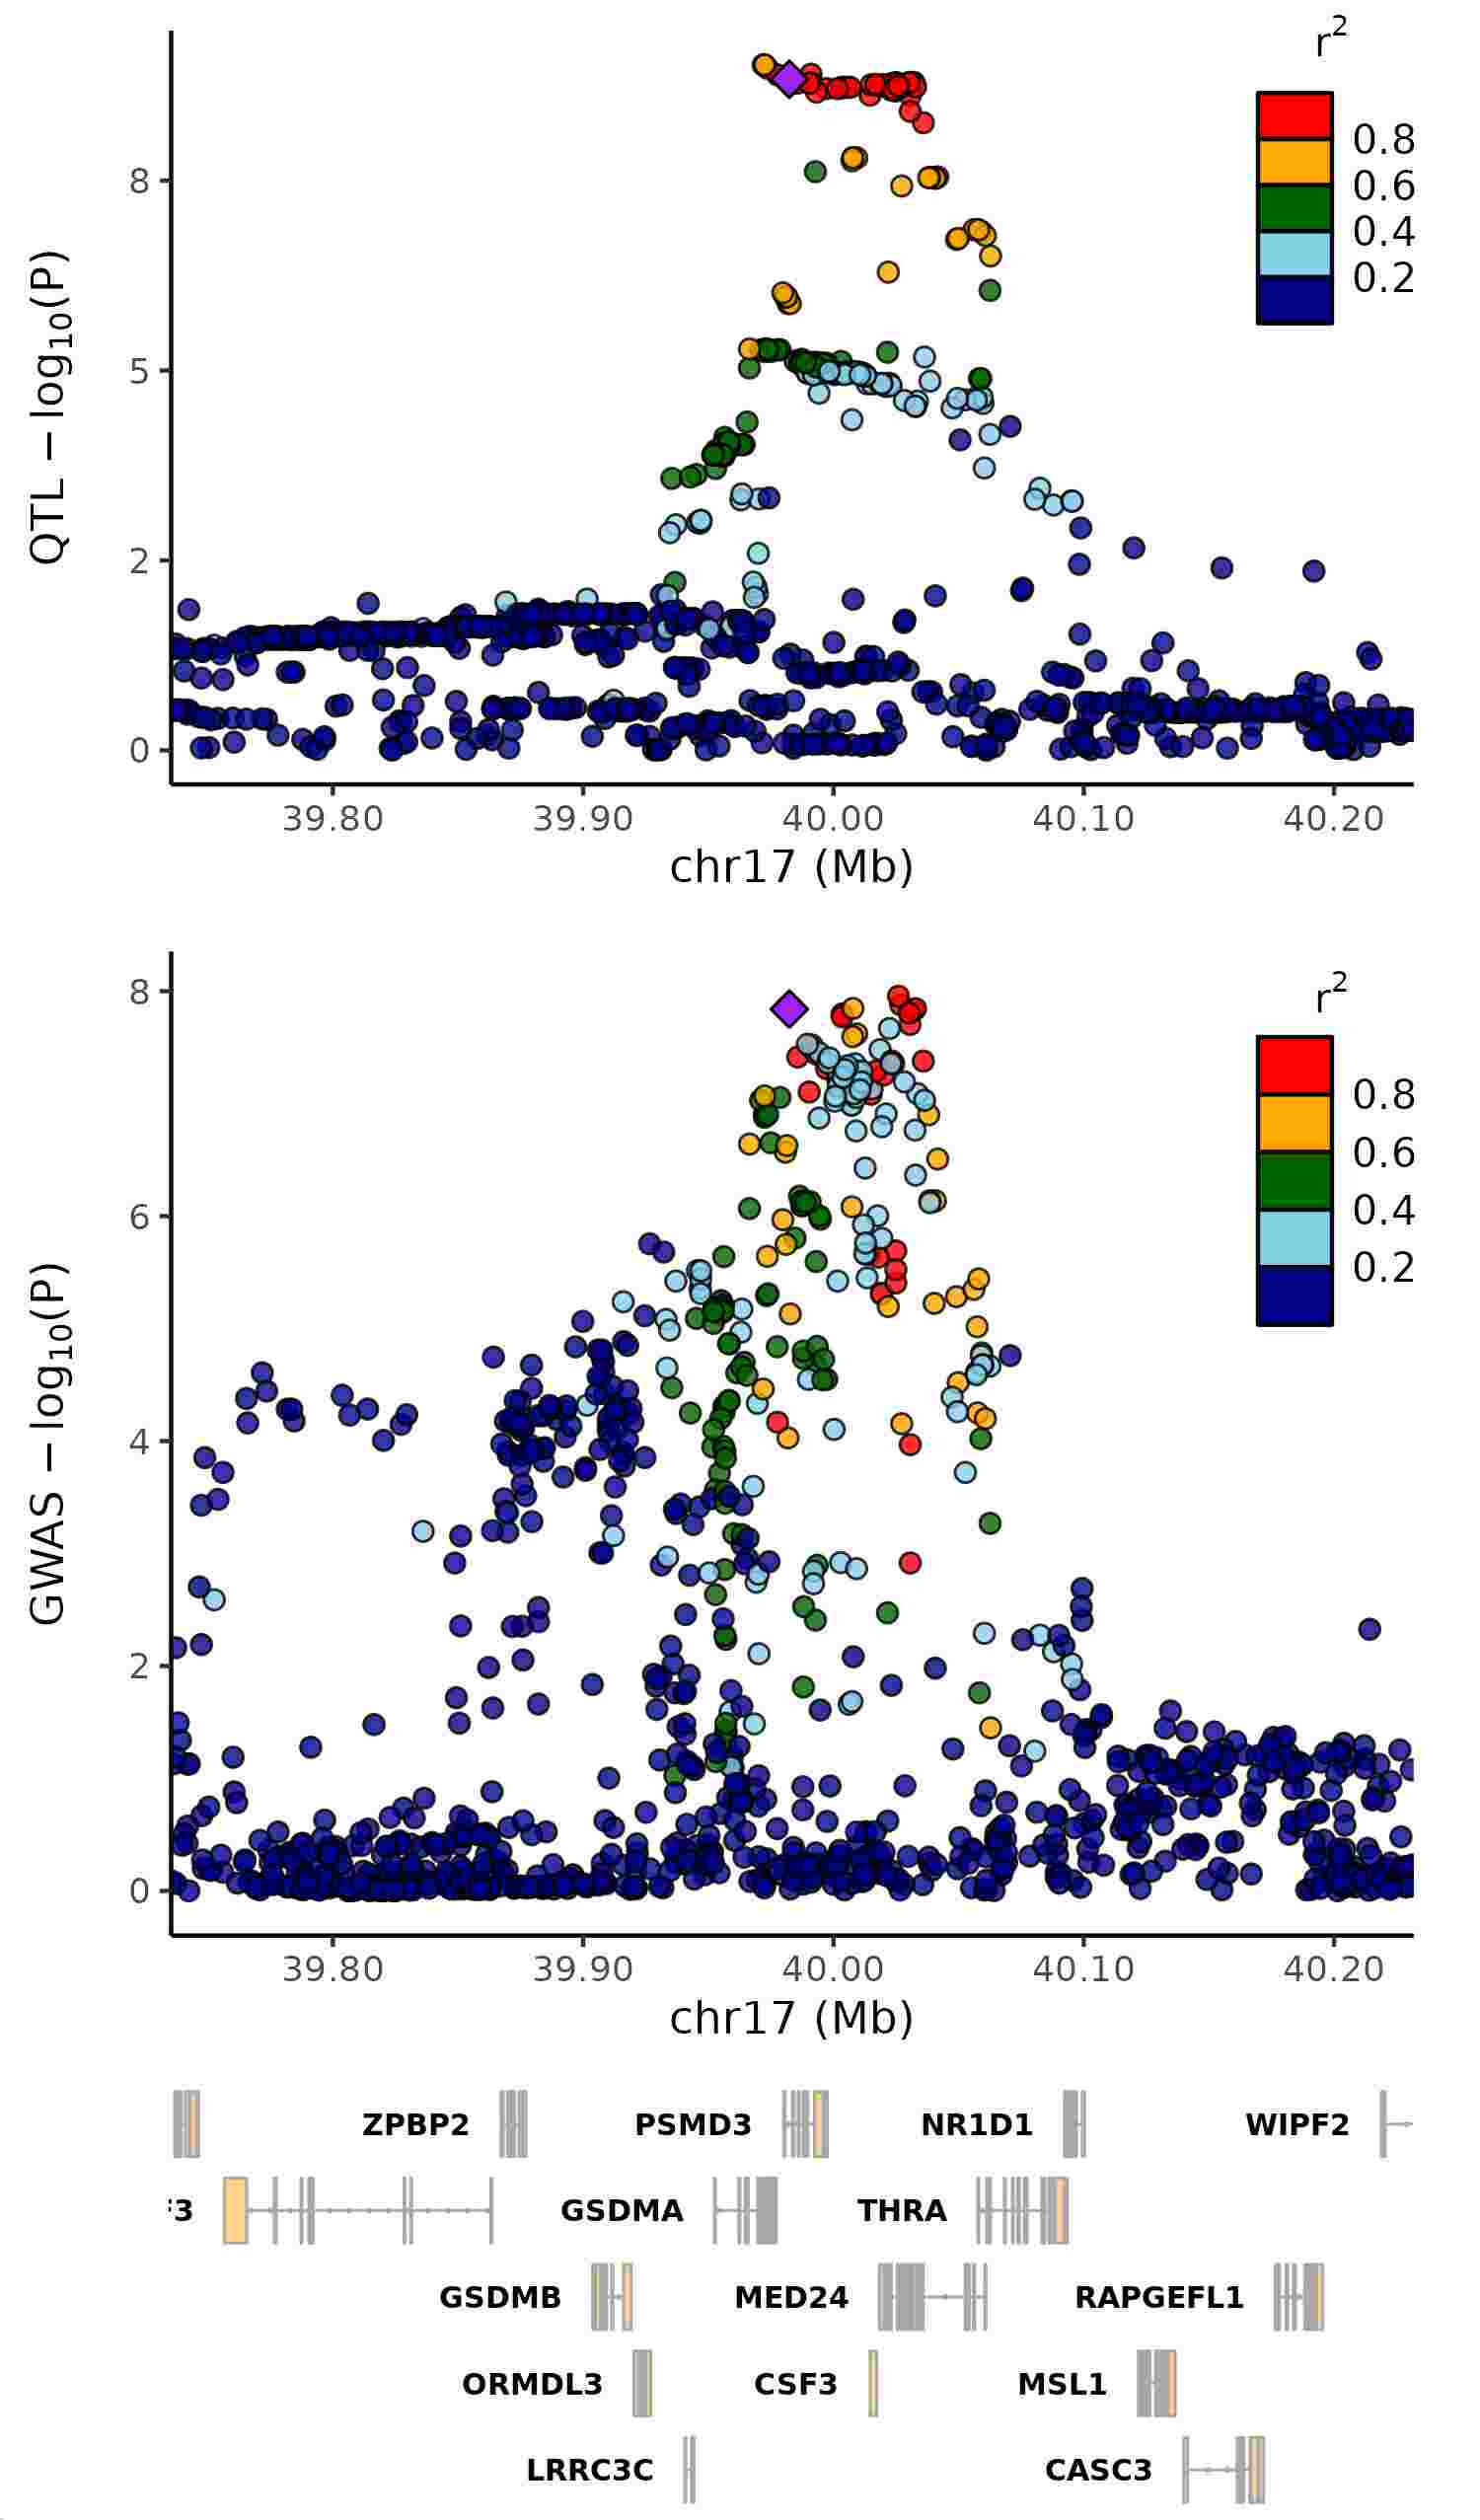 r²
0.8
0.6
0.4
0.2
8
5
2
0
QTL − log₁₀(P)
39.80 39.90 40.00 40.10 40.20
chr17 (Mb)
r²
0.8
0.6
0.4
0.2
8
6
4
2
0
GWAS − log₁₀(P)
39.80 39.90 40.00 40.10 40.20
chr17 (Mb)
ZPBP2 PSMD3 NR1D1 WIPF2
F3 GSDMA THRA
GSDMB MED24 RAPGEFL1
ORMDL3 CSF3 MSL1
LRRC3C CASC3